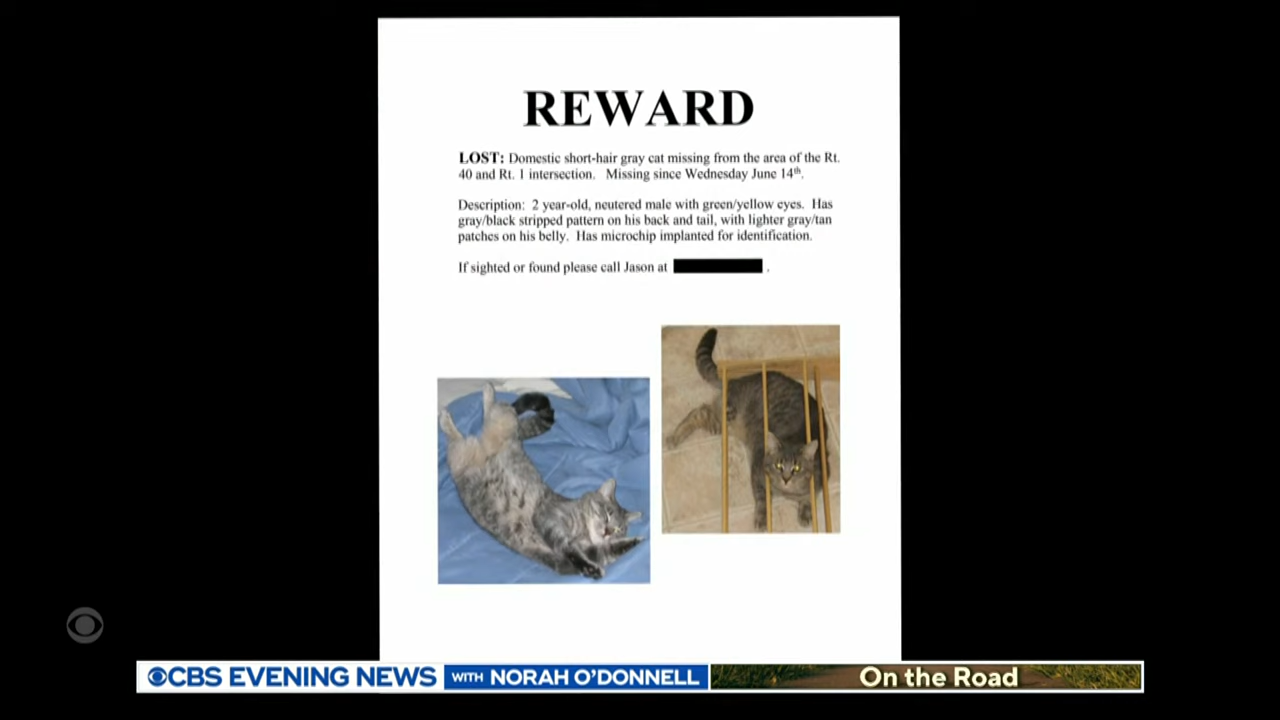 REWARD
LOST: Domestic short-hair gray cat missing from the area of the Rt.
40 and Rt. 1 intersection. Missing since Wednesday June 14th.
Description: 2 year-old, neutered male with green/yellow eyes. Has
gray/black stripped pattern on his back and tail, with lighter gray/tan
patches on his belly. Has microchip implanted for identification.
If sighted or found please call Jason at .
CBS EVENING NEWS WITH NORAH O'DONNELL On the Road